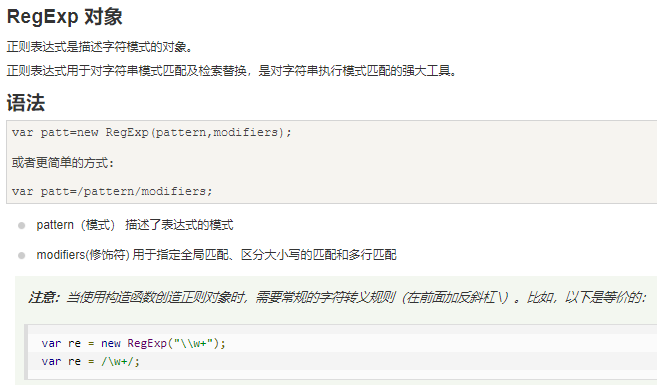 RegExp 对象
正则表达式是描述字符模式的对象。
正则表达式用于对字符串模式匹配及检索替换，是对字符串执行模式匹配的强大工具。
语法
var patt=new RegExp(pattern,modifiers);
或者更简单的方式:
var patt=/pattern/modifiers;
pattern（模式） 描述了表达式的模式
modifiers(修饰符) 用于指定全局匹配、区分大小写的匹配和多行匹配
注意：当使用构造函数创造正则对象时，需要常规的字符转义规则（在前面加反斜杠 \）。比如，以下是等价的：
var re = new RegExp("\\w+");
var re = /\w+/;